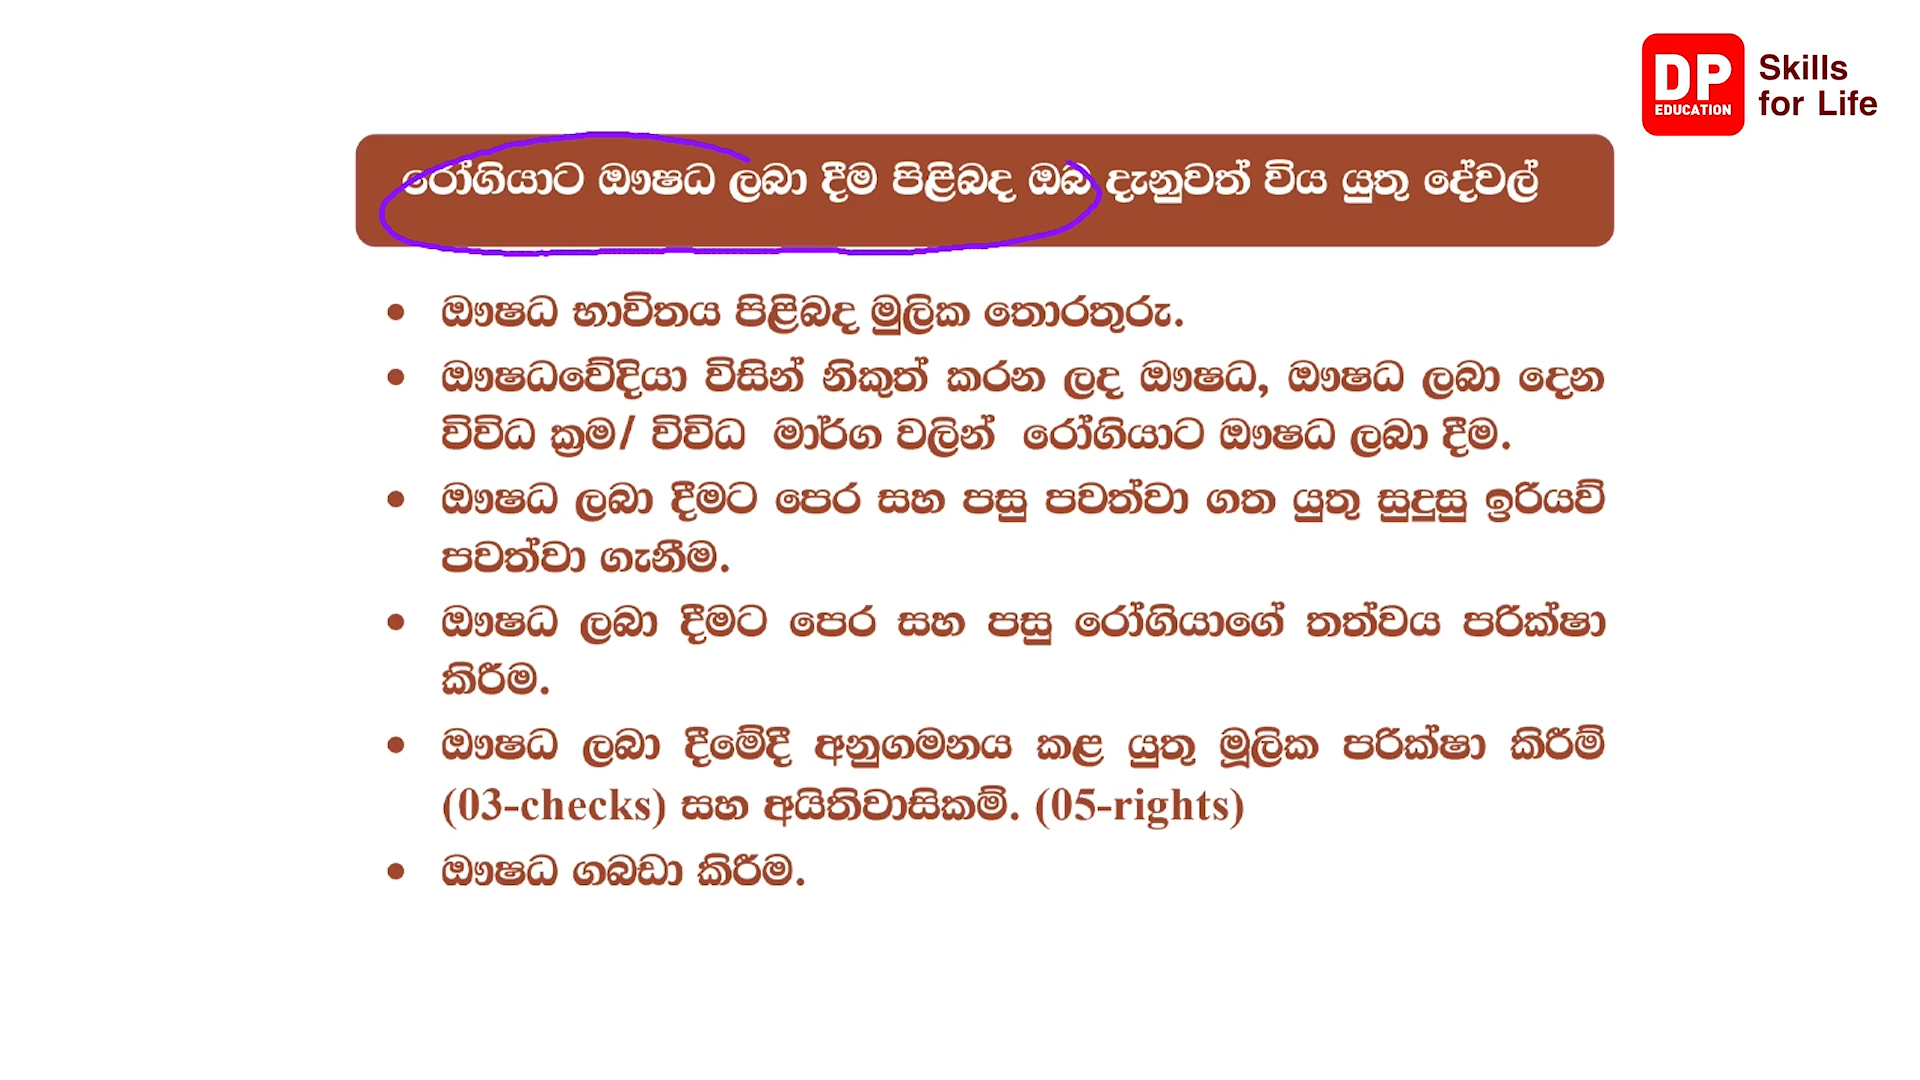 DP
EDUCATION
Skills
for Life
රෝගියාට ඖෂධ ලබා දීම පිළිබද ඔබ දැනුවත් විය යුතු දේවල්
• ඖෂධ භාවිතය පිළිබද මුලික තොරතුරු.
• ඖෂධවේදියා විසින් නිකුත් කරන ලද ඖෂධ, ඖෂධ ලබා දෙන
විවිධ ක්‍රම/ විවිධ මාර්ග වලින් රෝගියාට ඖෂධ ලබා දීම.
• ඖෂධ ලබා දීමට පෙර සහ පසු පවත්වා ගත යුතු සුදුසු ඉරියව්
පවත්වා ගැනීම.
• ඖෂධ ලබා දීමට පෙර සහ පසු රෝගියාගේ තත්වය පරික්ෂා
කිරීම.
• ඖෂධ ලබා දීමේදී අනුගමනය කළ යුතු මූලික පරික්ෂා කිරීම්
(03-checks) සහ අයිතිවාසිකම්. (05-rights)
• ඖෂධ ගබඩා කිරීම.